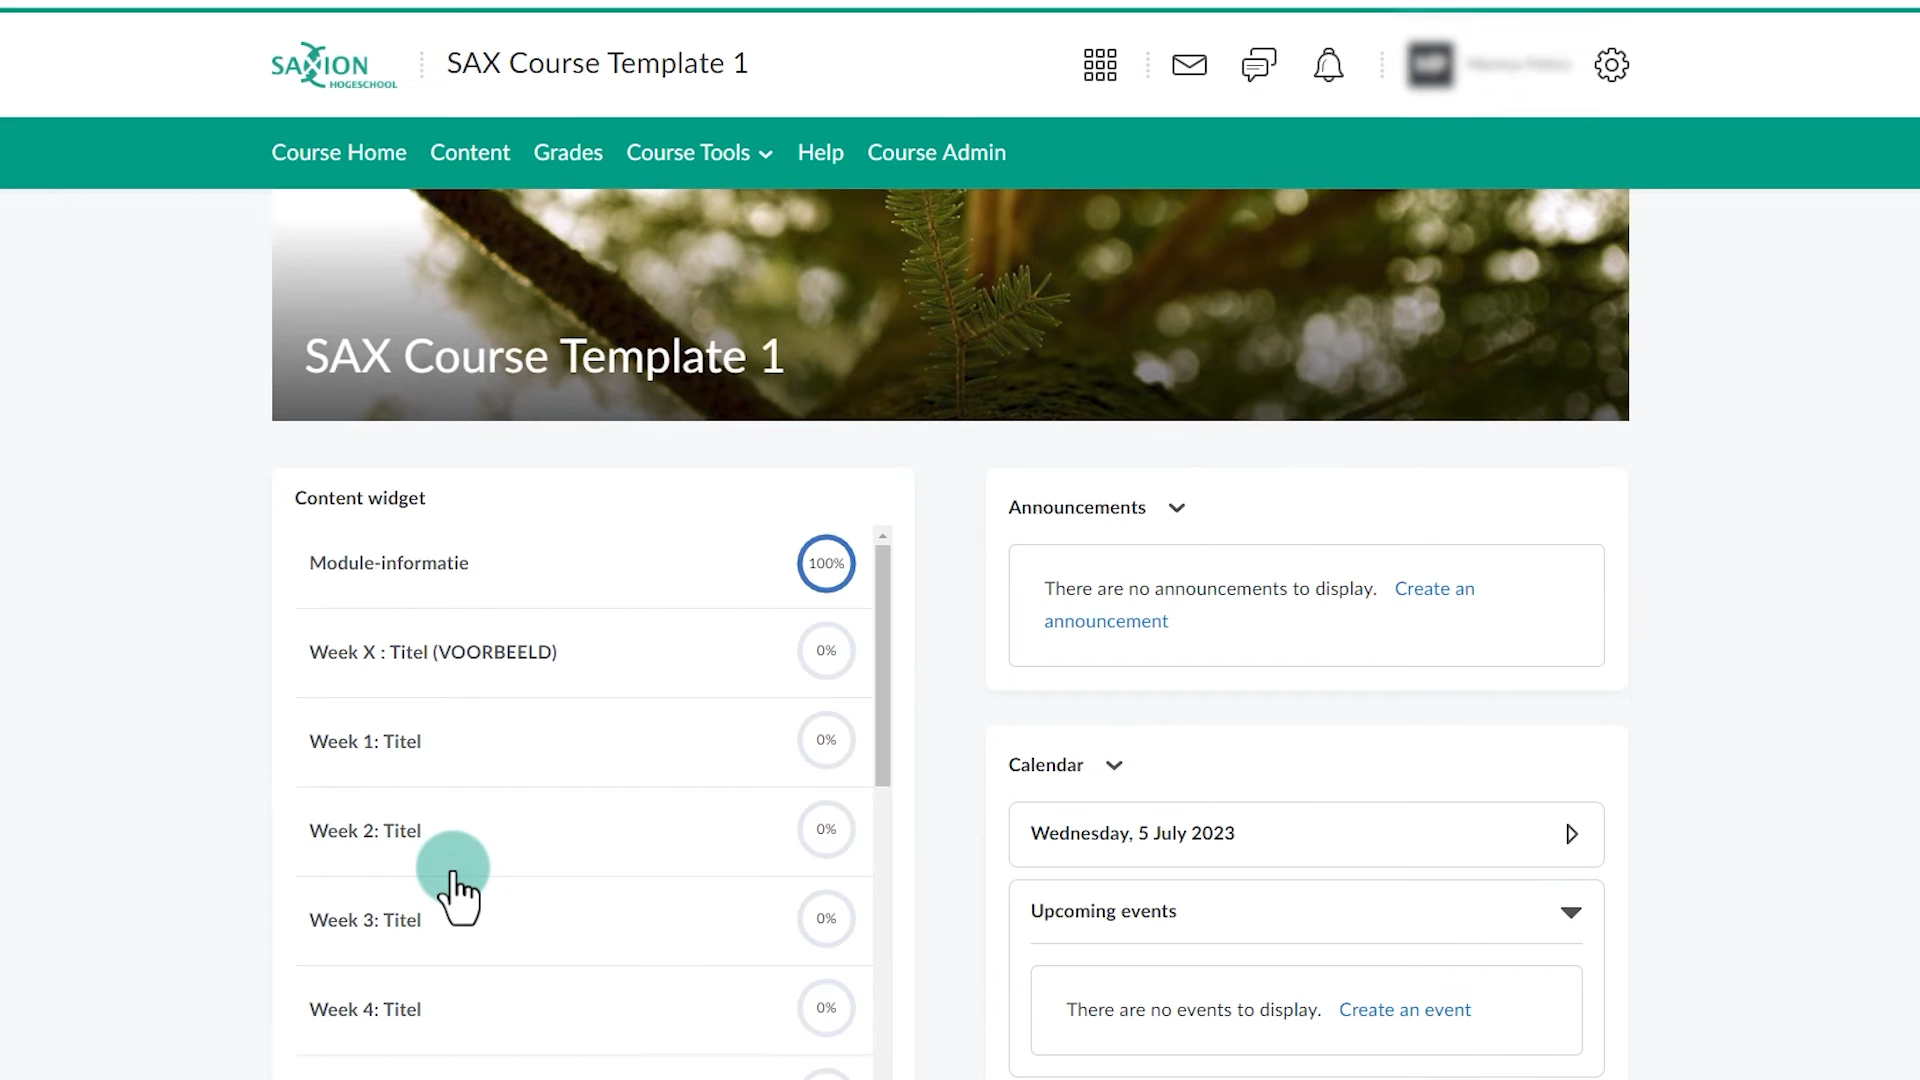 SAXION
HOGESCHOOL
SAX Course Template 1
Course Home Content Grades Course Tools Help Course Admin
SAX Course Template 1
Content widget
Module-informatie 100%
Week X : Titel (VOORBEELD) 0%
Week 1: Titel 0%
Week 2: Titel 0%
Week 3: Titel 0%
Week 4: Titel 0%
Announcements
There are no announcements to display. Create an
announcement
Calendar
Wednesday, 5 July 2023
Upcoming events
There are no events to display. Create an event